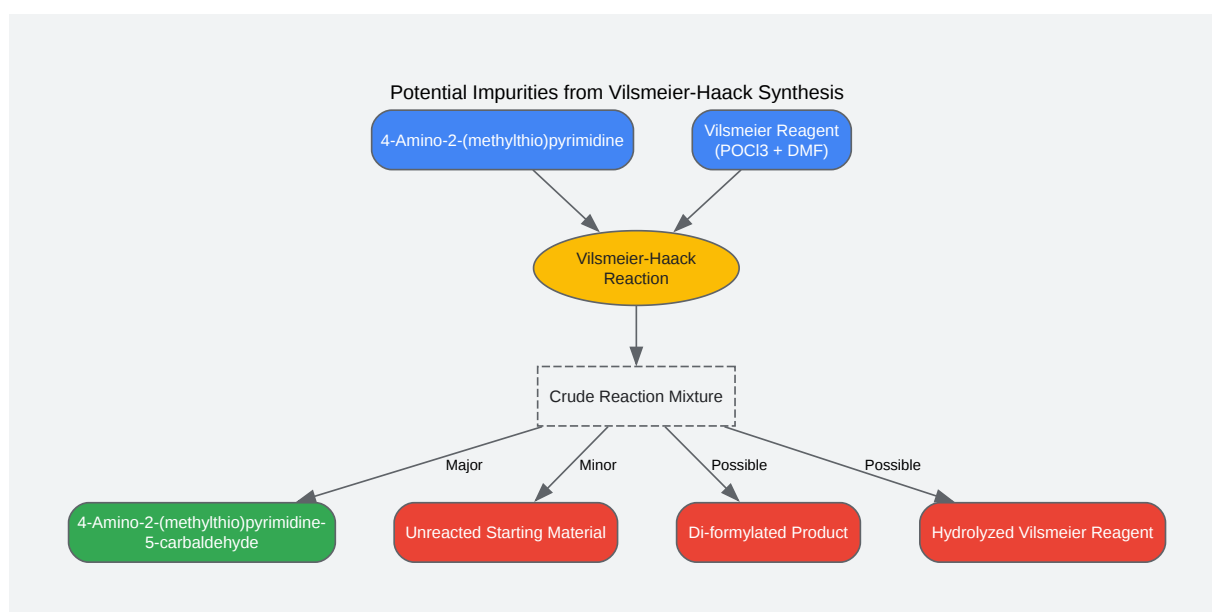 Potential Impurities from Vilsmeier-Haack Synthesis
4-Amino-2-(methylthio)pyrimidine
Vilsmeier Reagent
(POCl3 + DMF)
Vilsmeier-Haack
Reaction
Crude Reaction Mixture
Major
Minor
Possible
Possible
4-Amino-2-(methylthio)pyrimidine-
5-carbaldehyde
Unreacted Starting Material
Di-formylated Product
Hydrolyzed Vilsmeier Reagent